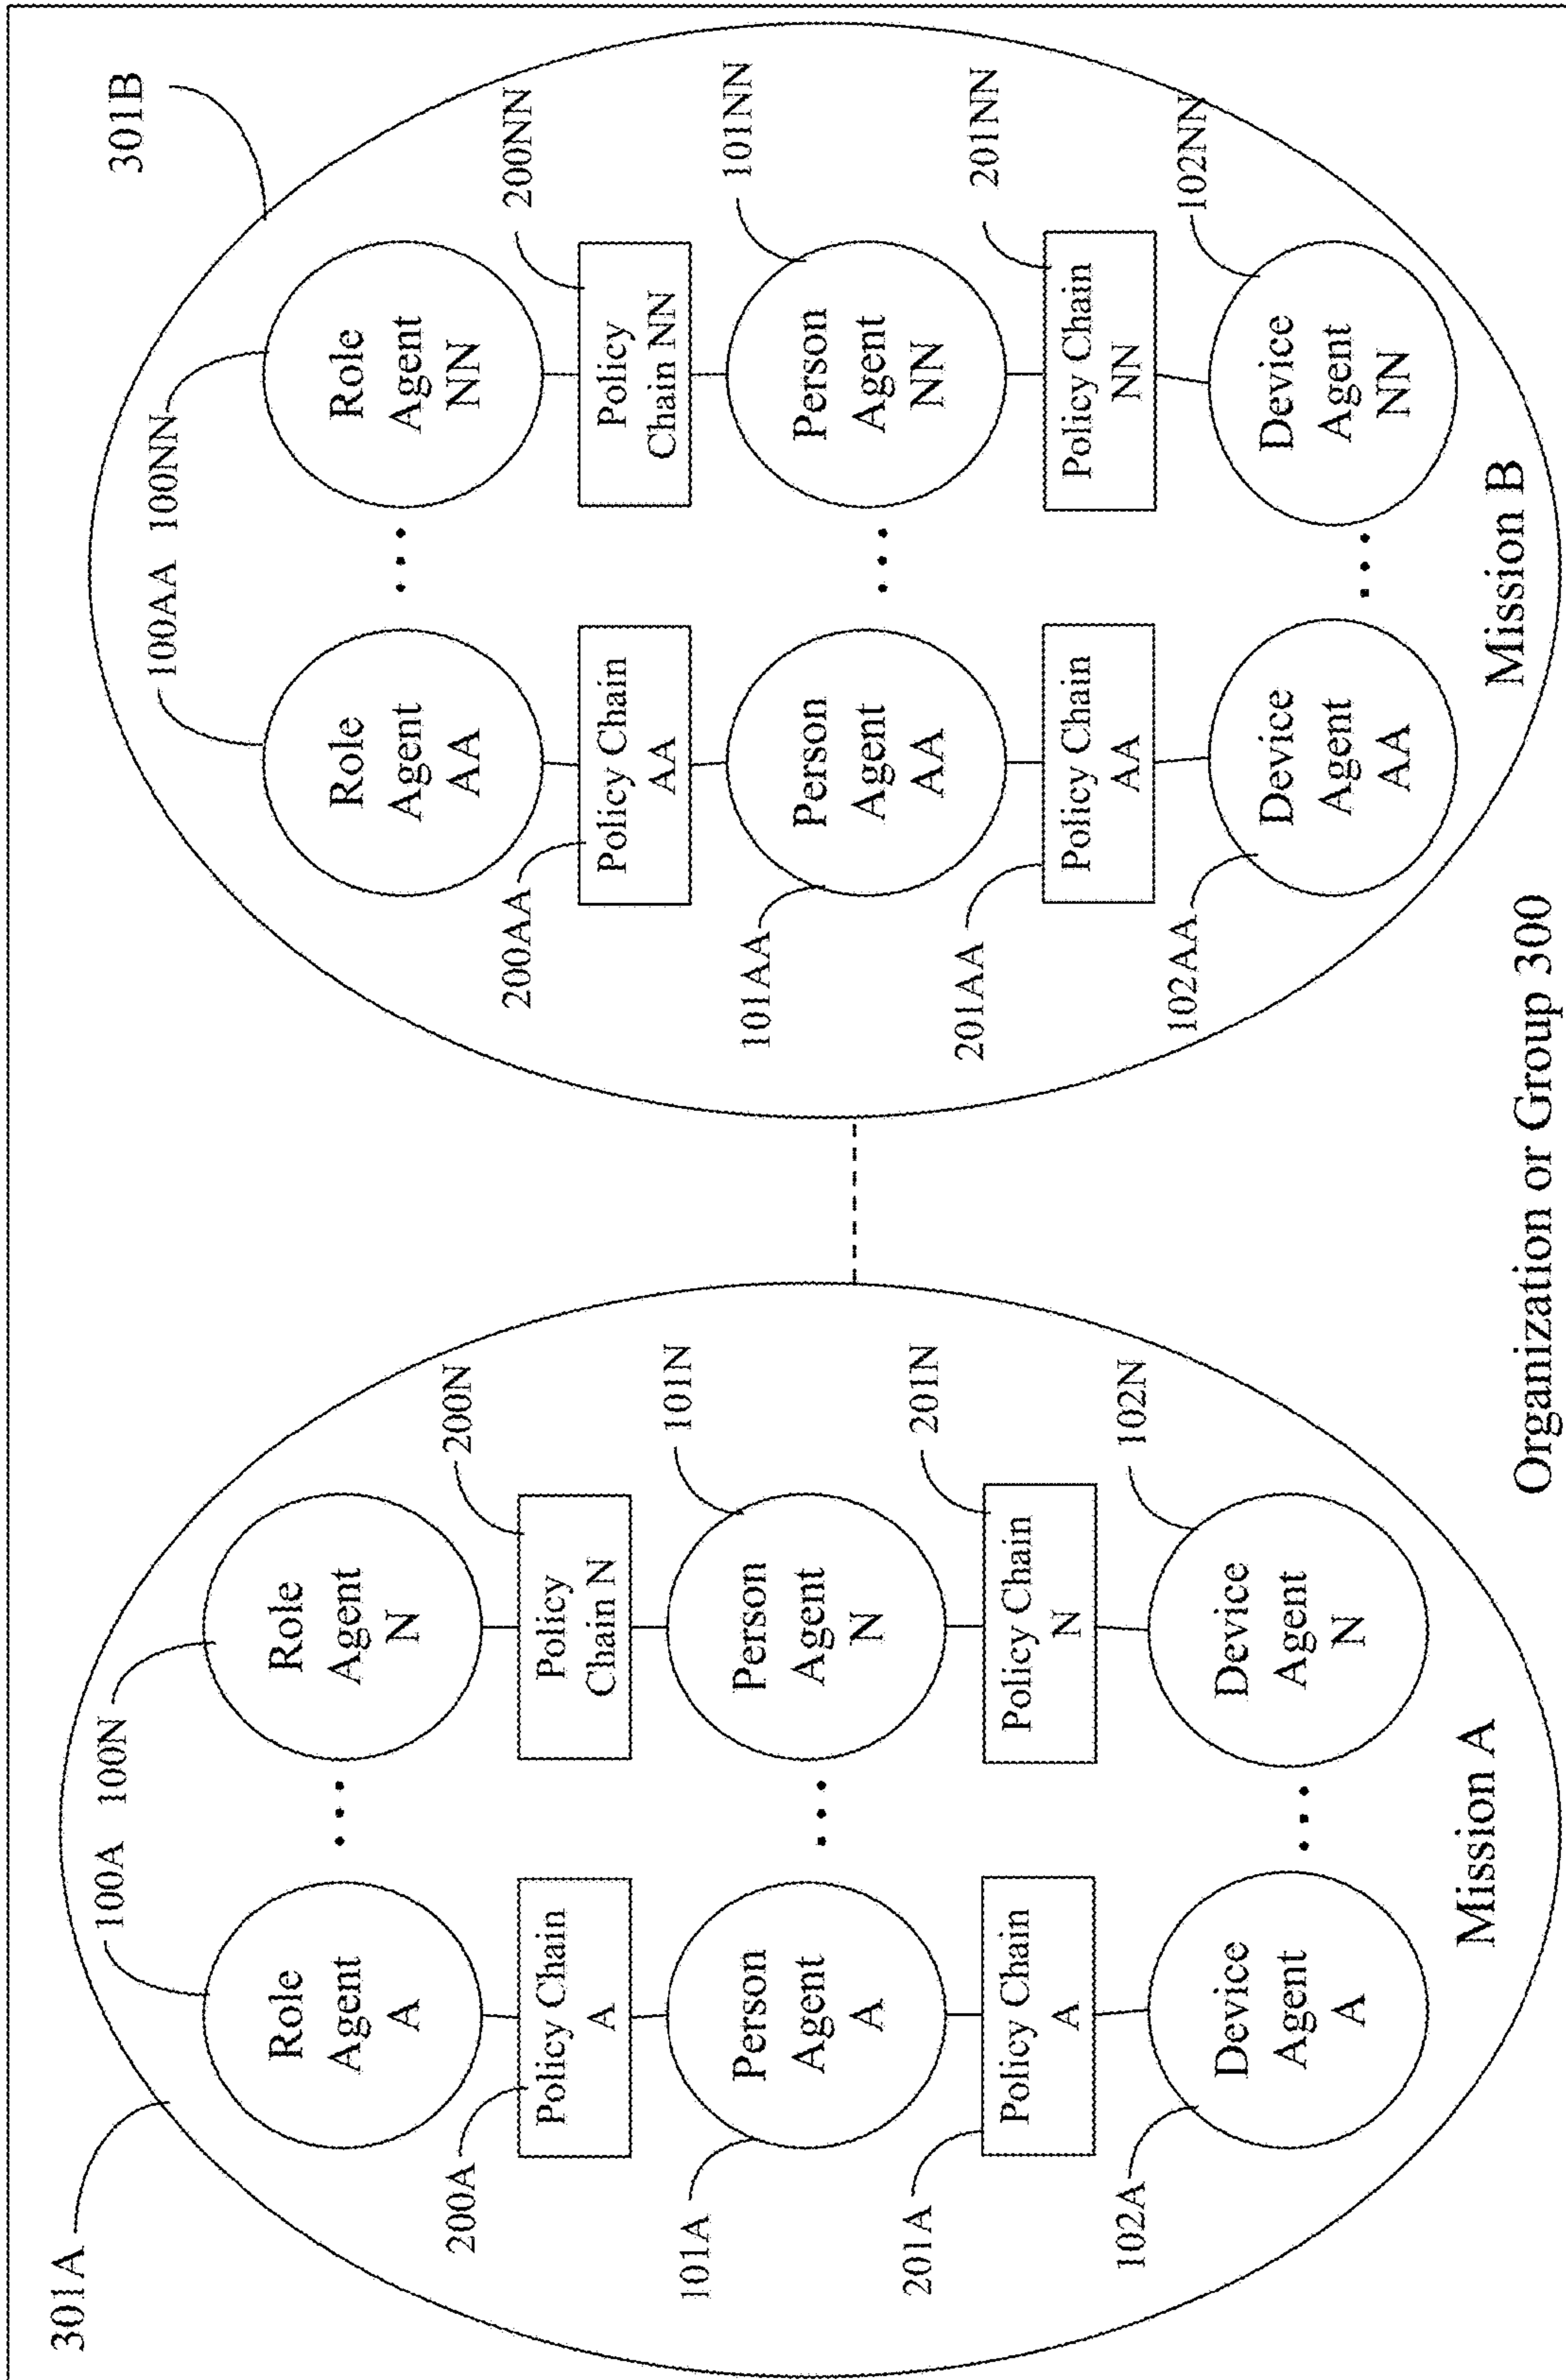 301A
100A
100N
Role
Agent
A
...
Role
Agent
N
200A
Policy Chain
A
Policy
Chain N
200N
101A
Person
Agent
A
...
Person
Agent
N
101N
201A
Policy Chain
A
Policy Chain
N
201N
102A
Device
Agent
A
...
Device
Agent
N
102N
Mission A
301B
100AA
100NN
Role
Agent
AA
...
Role
Agent
NN
200AA
Policy Chain
AA
Policy
Chain NN
200NN
101AA
Person
Agent
AA
...
Person
Agent
NN
101NN
201AA
Policy Chain
AA
Policy Chain
NN
201NN
102AA
Device
Agent
AA
...
Device
Agent
NN
102NN
Mission B
Organization or Group 300